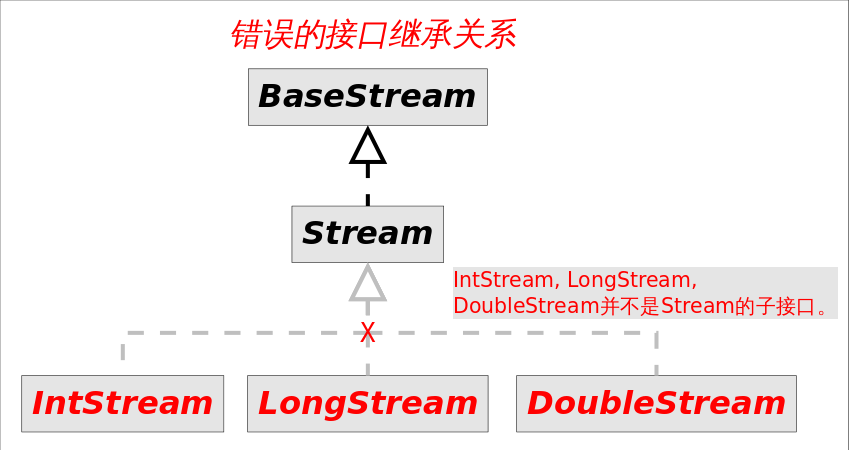 错误的接口继承关系
BaseStream
Stream
IntStream, LongStream,
DoubleStream并不是Stream的子接口。
X
IntStream
LongStream
DoubleStream